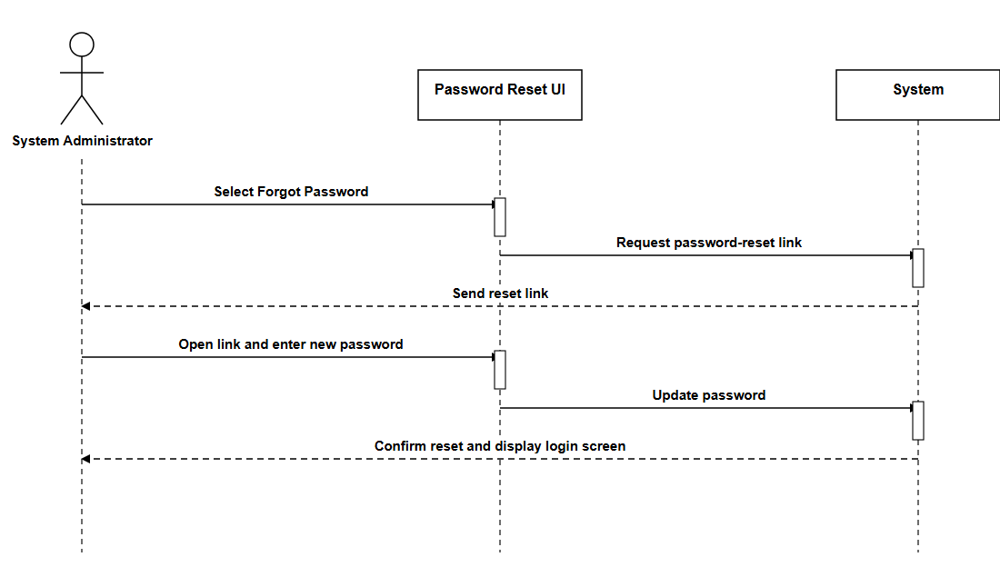 Password Reset UI
System
System Administrator
Select Forgot Password
Request password-reset link
Send reset link
Open link and enter new password
Update password
Confirm reset and display login screen